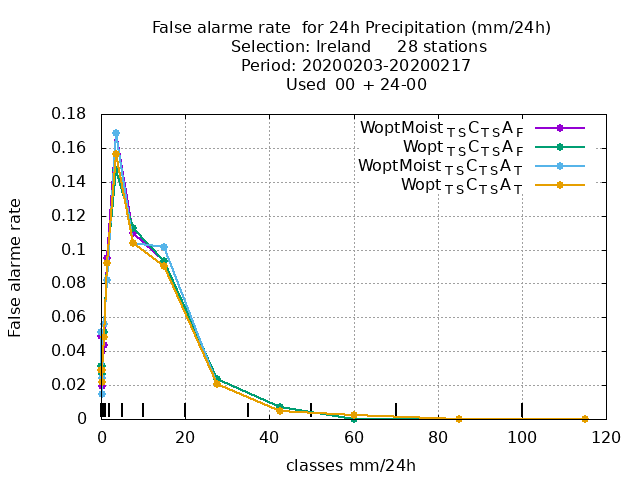 False alarme rate  for 24h Precipitation (mm/24h)
Selection: Ireland     28 stations
Period: 20200203-20200217
Used  00 + 24-00
WoptMoist TS C TS A F
Wopt TS C TS A F
WoptMoist TS C TS A T
Wopt TS C TS A T
False alarme rate
0.18
0.16
0.14
0.12
0.1
0.08
0.06
0.04
0.02
0
0 20 40 60 80 100 120
classes mm/24h